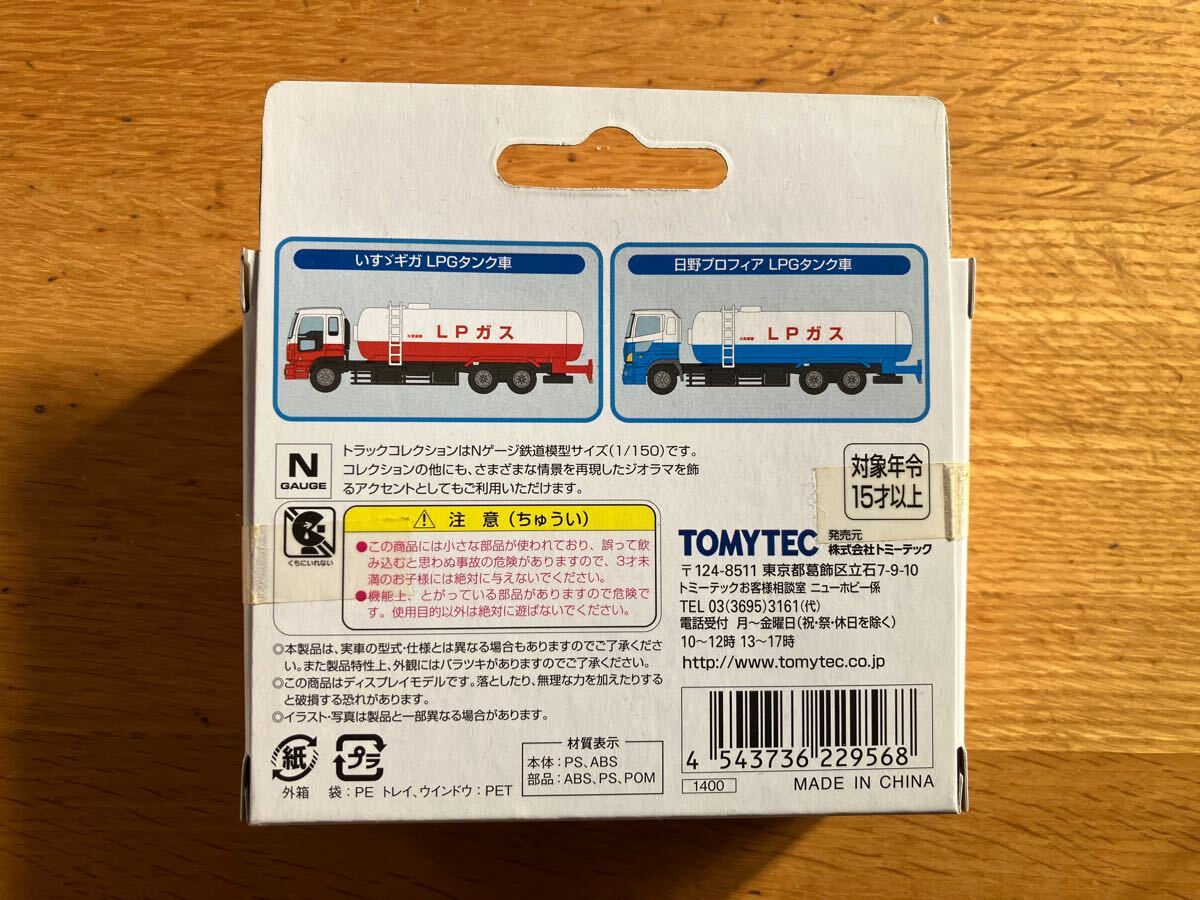 いすゞギガ LPGタンク車
LPガス
日野プロフィア LPGタンク車
LPガス
N
GAUGE
トラックコレクションはNゲージ鉄道模型サイズ(1/150)です。
コレクションの他にも、さまざまな情景を再現したジオラマを飾
るアクセントとしてもご利用いただけます。
対象年令
15才以上
くちにいれない
注 意(ちゅうい)
●この商品には小さな部品が使われており、誤って飲
み込むと思わぬ事故の危険がありますので、3才未
満のお子様には絶対に与えないでください。
●機能上、とがっている部品がありますので危険で
す。使用目的以外は絶対に遊ばないでください。
◎本製品は、実車の型式・仕様とは異なる場合もありますのでご了承くださ
い。また製品特性上、外観にはバラツキがありますのでご了承ください。
◎この商品はディスプレイモデルです。落としたり、無理な力を加えたりする
と破損する恐れがあります。
◎イラスト・写真は製品と一部異なる場合があります。
紙
プラ
外箱 袋:PE トレイ、ウインドウ:PET
材質表示
本体:PS、ABS
部品:ABS、PS、POM
TOMYTEC 発売元
株式会社トミーテック
〒124-8511 東京都葛飾区立石7-9-10
トミーテックお客様相談室 ニューホビー係
TEL 03(3695)3161(代)
電話受付 月〜金曜日(祝・祭・休日を除く)
10〜12時 13〜17時
http://www.tomytec.co.jp
4 543736 229568
1400
MADE IN CHINA